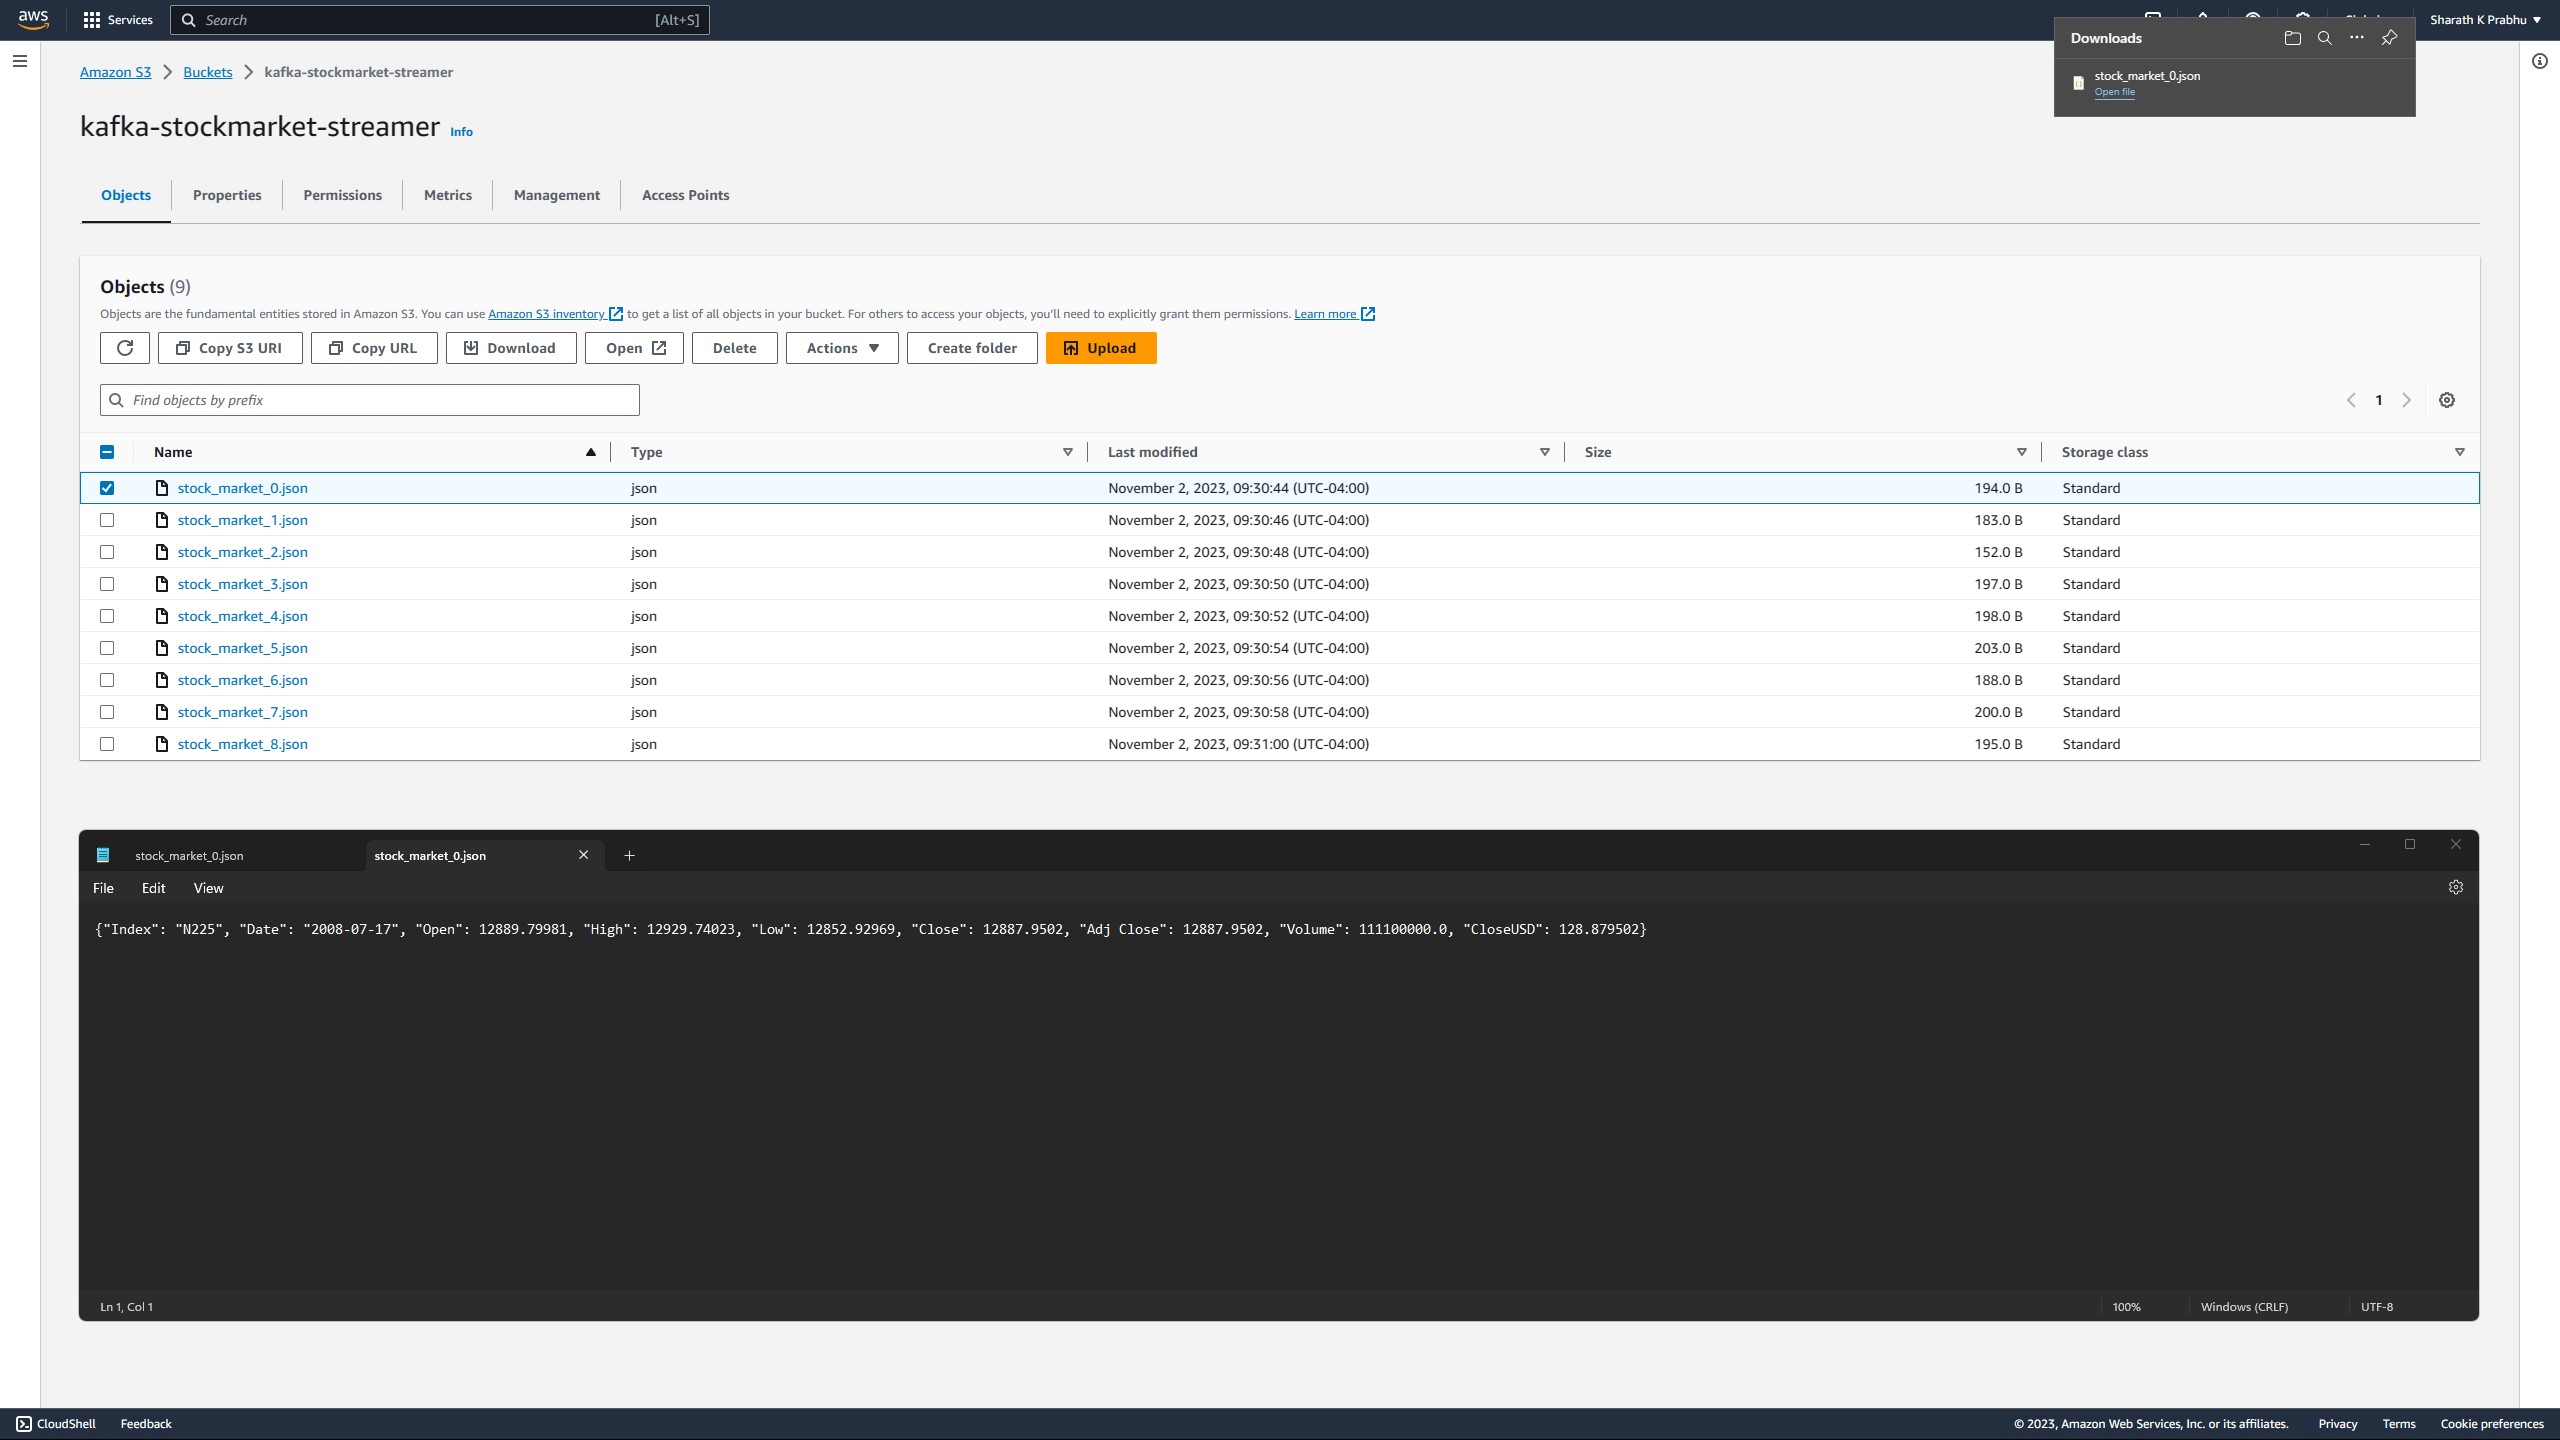 aws Services Search [Alt+S] Sharath K Prabhu
Downloads
stock_market_0.json
Open file
Amazon S3 Buckets kafka-stockmarket-streamer
kafka-stockmarket-streamer Info
Objects Properties Permissions Metrics Management Access Points
Objects (9)
Objects are the fundamental entities stored in Amazon S3. You can use Amazon S3 inventory to get a list of all objects in your bucket. For others to access your objects, you'll need to explicitly grant them permissions. Learn more
Copy S3 URI Copy URL Download Open Delete Actions Create folder Upload
Find objects by prefix 1
Name Type Last modified Size Storage class
stock_market_0.json json November 2, 2023, 09:30:44 (UTC-04:00) 194.0 B Standard
stock_market_1.json json November 2, 2023, 09:30:46 (UTC-04:00) 183.0 B Standard
stock_market_2.json json November 2, 2023, 09:30:48 (UTC-04:00) 152.0 B Standard
stock_market_3.json json November 2, 2023, 09:30:50 (UTC-04:00) 197.0 B Standard
stock_market_4.json json November 2, 2023, 09:30:52 (UTC-04:00) 198.0 B Standard
stock_market_5.json json November 2, 2023, 09:30:54 (UTC-04:00) 203.0 B Standard
stock_market_6.json json November 2, 2023, 09:30:56 (UTC-04:00) 188.0 B Standard
stock_market_7.json json November 2, 2023, 09:30:58 (UTC-04:00) 200.0 B Standard
stock_market_8.json json November 2, 2023, 09:31:00 (UTC-04:00) 195.0 B Standard
stock_market_0.json stock_market_0.json
File Edit View
{"Index": "N225", "Date": "2008-07-17", "Open": 12889.79981, "High": 12929.74023, "Low": 12852.92969, "Close": 12887.9502, "Adj Close": 12887.9502, "Volume": 111100000.0, "CloseUSD": 128.879502}
Ln 1, Col 1 100% Windows (CRLF) UTF-8
CloudShell Feedback © 2023, Amazon Web Services, Inc. or its affiliates. Privacy Terms Cookie preferences